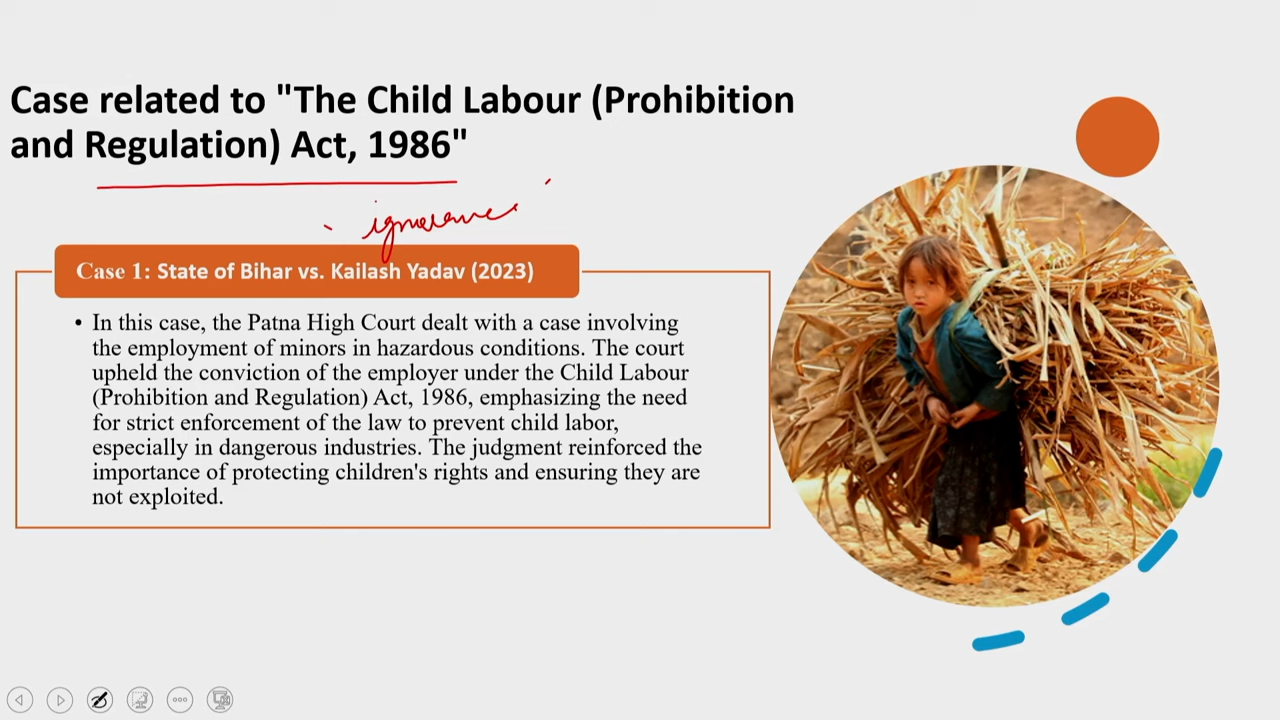 Case related to "The Child Labour (Prohibition
and Regulation) Act, 1986"
ignorance
Case 1: State of Bihar vs. Kailash Yadav (2023)
• In this case, the Patna High Court dealt with a case involving
the employment of minors in hazardous conditions. The court
upheld the conviction of the employer under the Child Labour
(Prohibition and Regulation) Act, 1986, emphasizing the need
for strict enforcement of the law to prevent child labor,
especially in dangerous industries. The judgment reinforced the
importance of protecting children's rights and ensuring they are
not exploited.